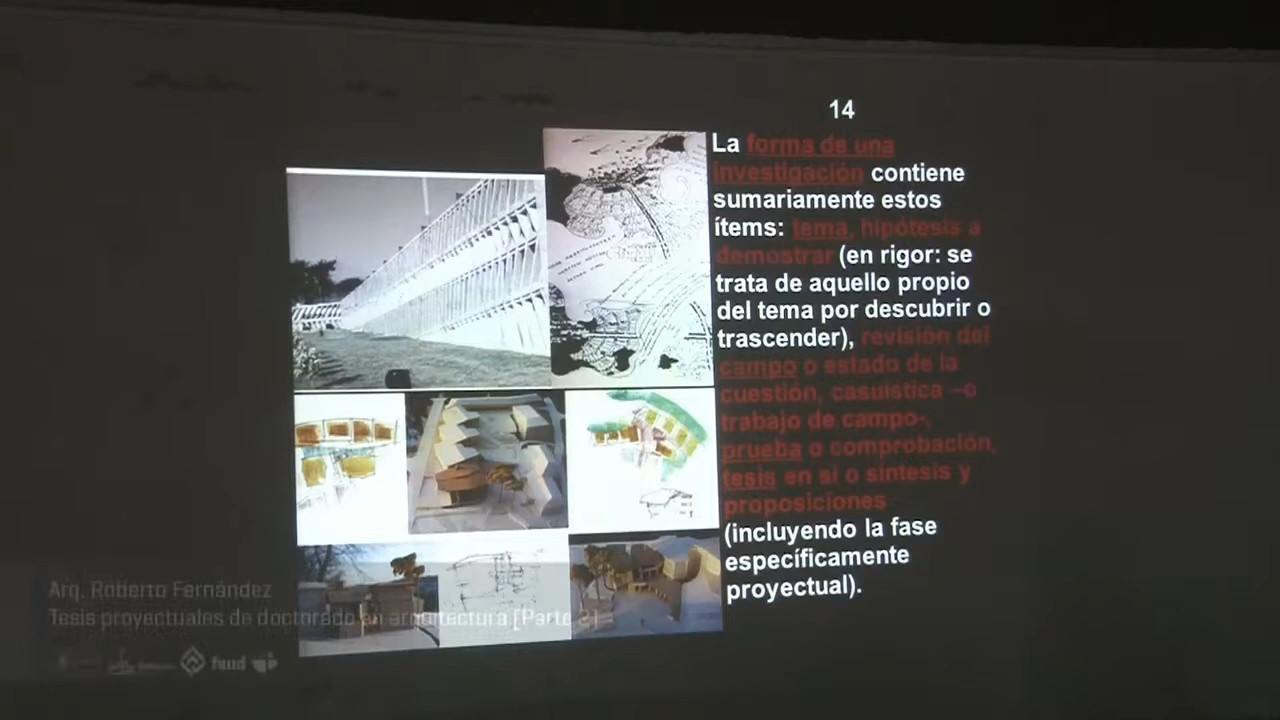 14
La forma de una
investigación contiene
sumariamente estos
ítems: tema, hipótesis a
demostrar (en rigor: se
trata de aquello propio
del tema por descubrir o
trascender), revisión del
campo o estado de la
cuestión, casuística –o
trabajo de campo-,
prueba o comprobación,
tesis en sí o síntesis y
proposiciones
(incluyendo la fase
específicamente
proyectual).
Arq. Roberto Fernández
Tesis proyectuales de doctorado en arquitectura [Parte 2]
faud